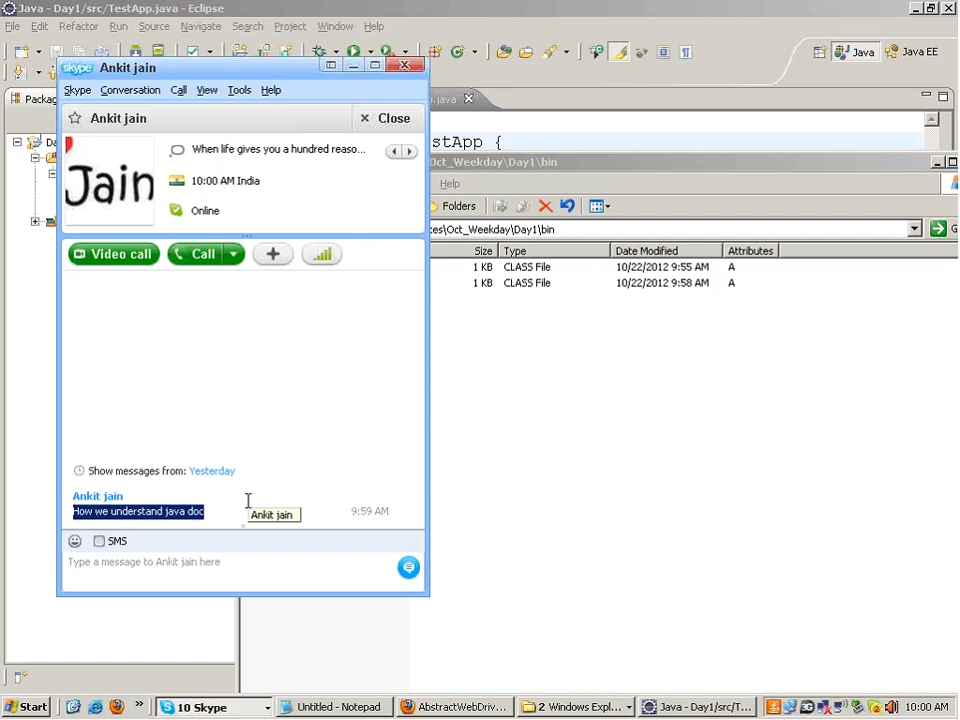 Java - Day1/src/TestApp.java - Eclipse
File Edit Refactor Run Source Navigate Search Project Window Help
Java Java EE
skype Ankit jain
Skype Conversation Call View Tools Help
Ankit jain
Close
When life gives you a hundred reaso...
Jain
10:00 AM India
Online
Video call
Call
Show messages from: Yesterday
Ankit jain
How we understand java doc
9:59 AM
Ankit jain
SMS
Type a message to Ankit jain here
stApp {
Oct_Weekday\Day1\bin
Help
Folders
es\Oct_Weekday\Day1\bin
Size Type Date Modified Attributes
1 KB CLASS File 10/22/2012 9:55 AM A
1 KB CLASS File 10/22/2012 9:58 AM A
Start
10 Skype
Untitled - Notepad
AbstractWebDriv...
2 Windows Expl...
Java - Day1/src/T...
10:00 AM